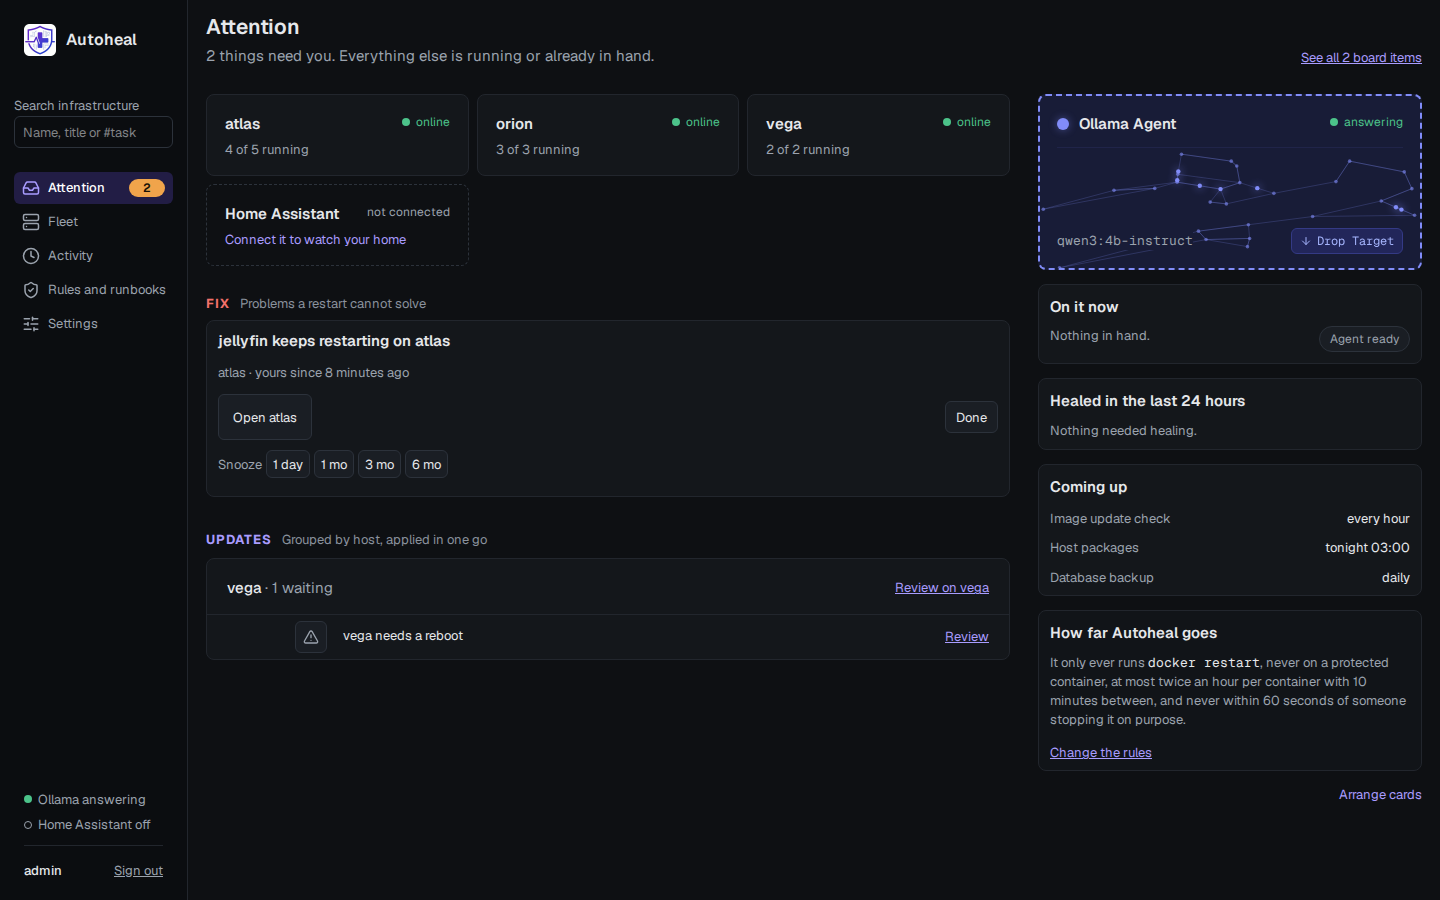 Autoheal
Search infrastructure
Name, title or #task
Attention 2
Fleet
Activity
Rules and runbooks
Settings
Ollama answering
Home Assistant off
admin Sign out
Attention
2 things need you. Everything else is running or already in hand.
See all 2 board items
atlas online
4 of 5 running
orion online
3 of 3 running
vega online
2 of 2 running
Home Assistant not connected
Connect it to watch your home
FIX Problems a restart cannot solve
jellyfin keeps restarting on atlas
atlas · yours since 8 minutes ago
Open atlas Done
Snooze 1 day 1 mo 3 mo 6 mo
UPDATES Grouped by host, applied in one go
vega · 1 waiting Review on vega
vega needs a reboot Review
Ollama Agent answering
qwen3:4b-instruct ↓ Drop Target
On it now
Nothing in hand. Agent ready
Healed in the last 24 hours
Nothing needed healing.
Coming up
Image update check every hour
Host packages tonight 03:00
Database backup daily
How far Autoheal goes
It only ever runs docker restart, never on a protected
container, at most twice an hour per container with 10
minutes between, and never within 60 seconds of someone
stopping it on purpose.
Change the rules
Arrange cards